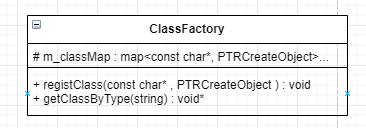 ClassFactory
# m_classMap : map<const char*, PTRCreateObject>...
+ registClass(const char* , PTRCreateObject ) : void
+ getClassByType(string) : void*